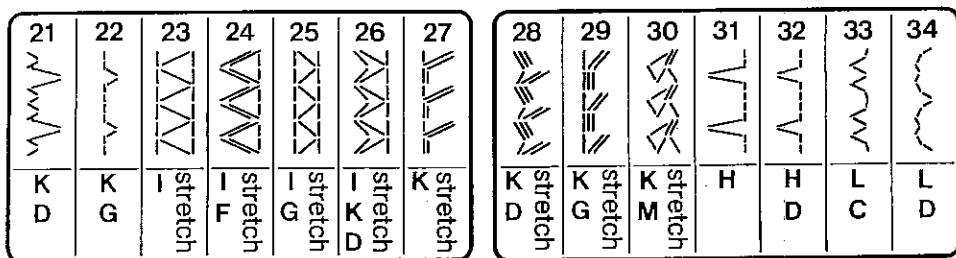 21 22 23 24 25 26 27
K K I stretch I stretch I stretch I stretch K stretch
D G F G K
D
28 29 30 31 32 33 34
K stretch K stretch K stretch H H L L
D G M D C D